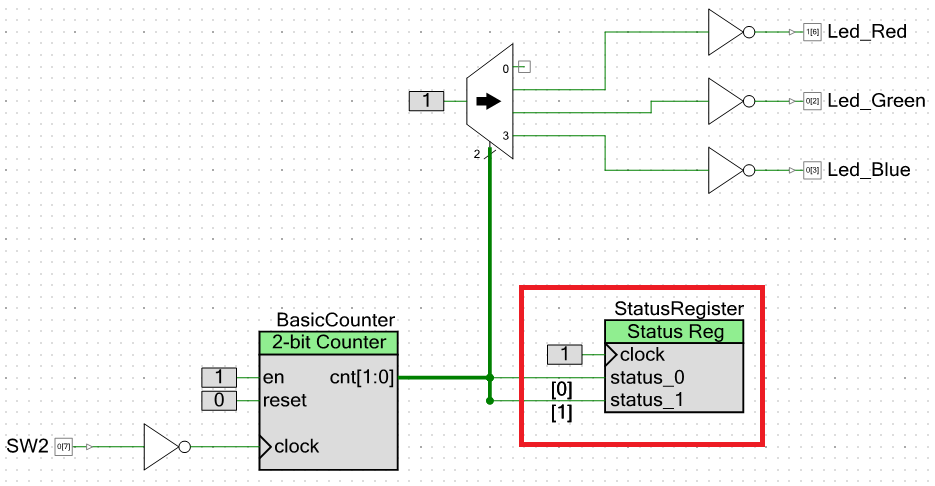 1[6] Led_Red
0
1
0[2] Led_Green
3
2
0[3] Led_Blue
BasicCounter
2-bit Counter
1
en
cnt[1:0]
0
reset
SW2
0[7]
clock
StatusRegister
Status Reg
1
clock
[0]
status_0
[1]
status_1